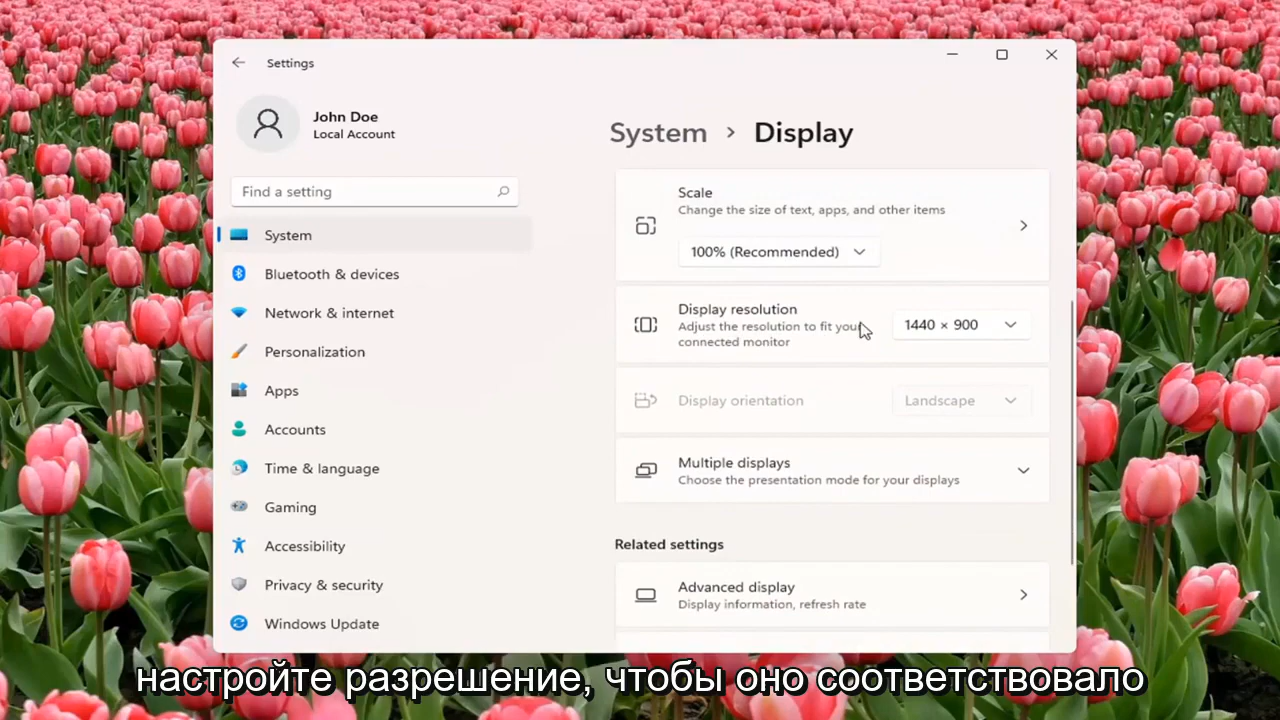 Settings
John Doe
Local Account
Find a setting
System
Bluetooth & devices
Network & internet
Personalization
Apps
Accounts
Time & language
Gaming
Accessibility
Privacy & security
Windows Update
System › Display
Scale
Change the size of text, apps, and other items
100% (Recommended)
Display resolution
Adjust the resolution to fit your
connected monitor
1440 × 900
Display orientation
Landscape
Multiple displays
Choose the presentation mode for your displays
Related settings
Advanced display
Display information, refresh rate
настройте разрешение, чтобы оно соответствовало